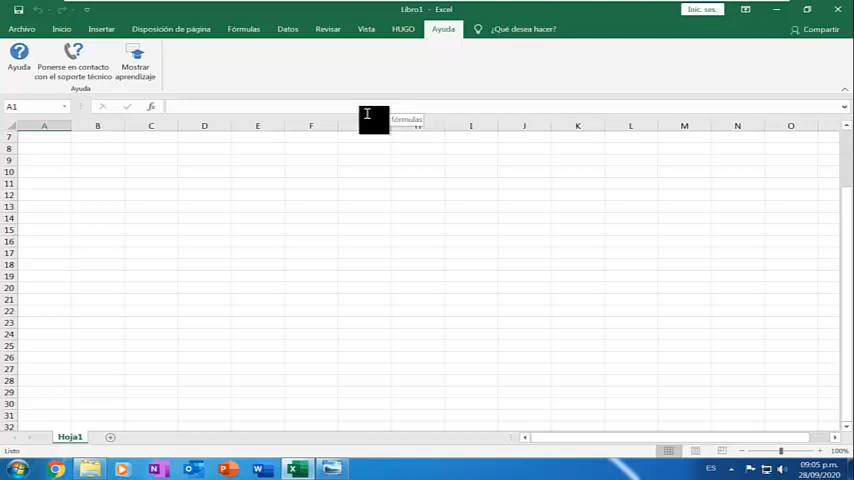 Libro1 - Excel
Inic. ses.
Archivo Inicio Insertar Disposición de página Fórmulas Datos Revisar Vista HUGO Ayuda ¿Qué desea hacer? Compartir
Ayuda
Ponerse en contacto
con el soporte técnico
Mostrar
aprendizaje
Ayuda
A1
fx
fórmulas
A B C D E F H I J K L M N O
7
8
9
10
11
12
13
14
15
16
17
18
19
20
21
22
23
24
25
26
27
28
29
30
31
32
Hoja1
Listo
100%
ES
09:05 p.m.
28/09/2020